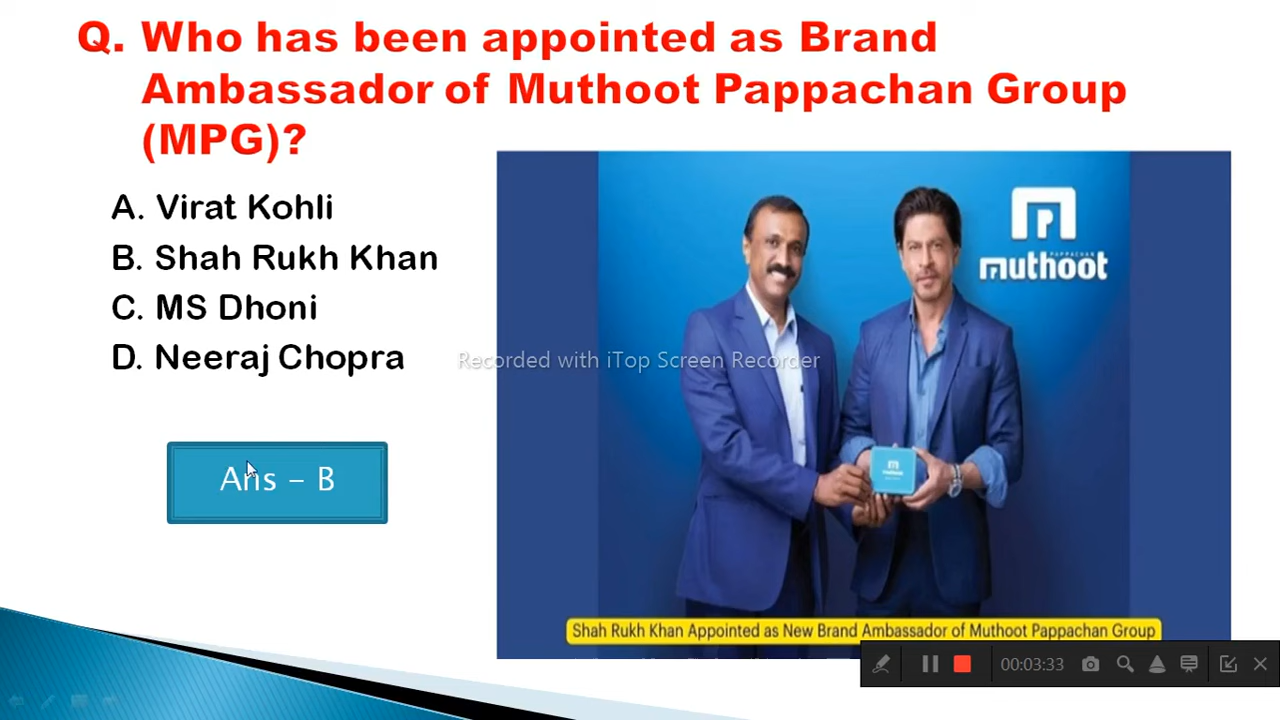 Q. Who has been appointed as Brand
Ambassador of Muthoot Pappachan Group
(MPG)?
A. Virat Kohli
B. Shah Rukh Khan
C. MS Dhoni
D. Neeraj Chopra
Ans – B
PAPPACHAN
muthoot
Recorded with iTop Screen Recorder
muthoot
Shah Rukh Khan Appointed as New Brand Ambassador of Muthoot Pappachan Group
00:03:33